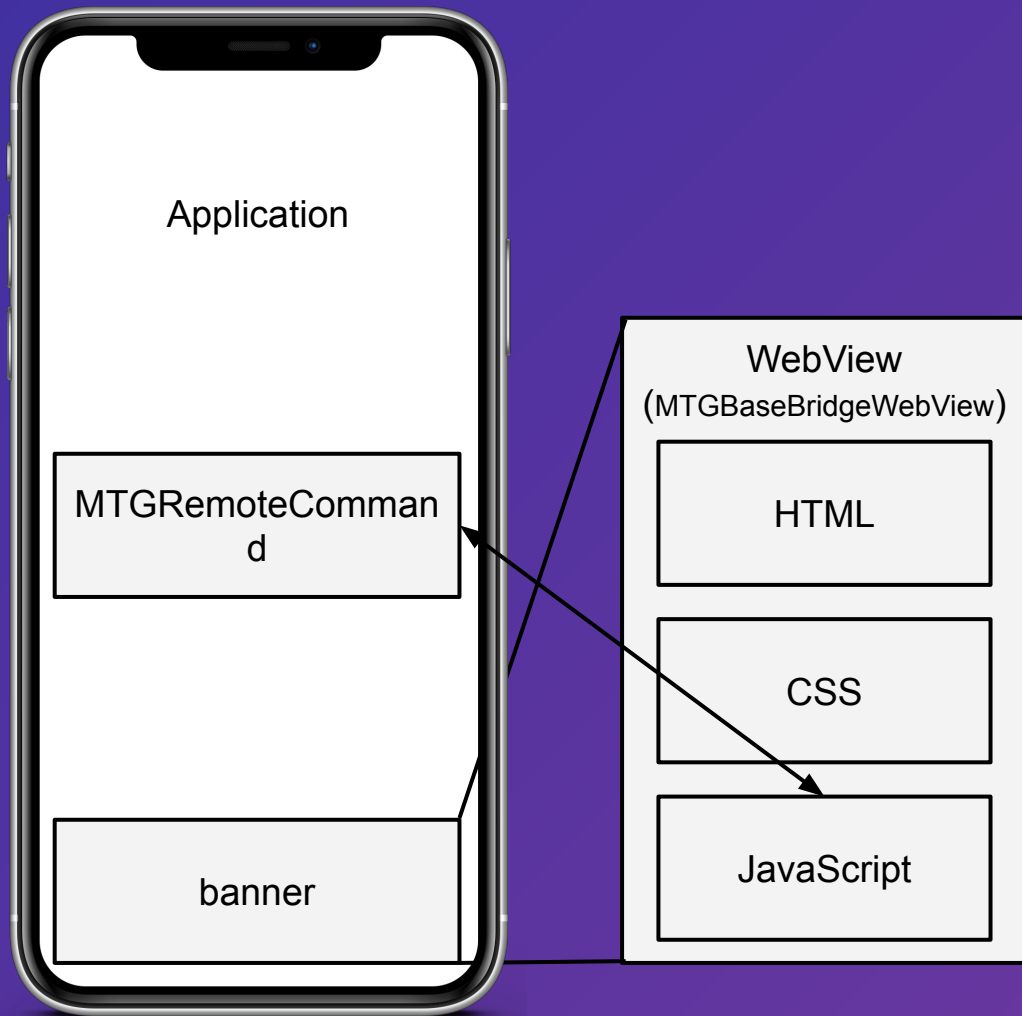 Application
MTGRemoteComman
d
banner
WebView
(MTGBaseBridgeWebView)
HTML
CSS
JavaScript